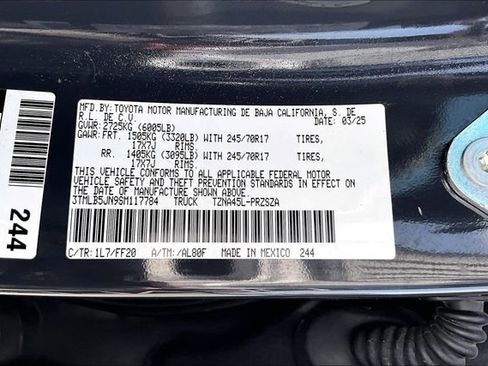 MFD.BY: TOYOTA MOTOR MANUFACTURING DE BAJA CALIFORNIA, S. DE
R.L. DE C.V. DATE: 03/25
GVWR: 2725KG (6005LB)
GAWR: FRT. 1505KG (3320LB) WITH 245/70R17 TIRES,
17X7J RIMS.
RR. 1405KG (3095LB) WITH 245/70R17 TIRES,
17X7J RIMS.
THIS VEHICLE CONFORMS TO ALL APPLICABLE FEDERAL MOTOR
VEHICLE SAFETY AND THEFT PREVENTION STANDARDS IN EFFECT ON
THE DATE OF MANUFACTURE SHOWN ABOVE.
3TMLB5JN9SM117784 TRUCK TZNA45L-PRZSZA
C/TR: 1L7/FF20 A/TM: /AL80F MADE IN MEXICO 244
244